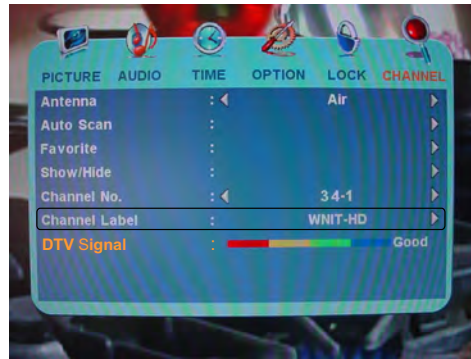 PICTURE AUDIO TIME OPTION LOCK CHANNEL
Antenna : Air
Auto Scan :
Favorite :
Show/Hide :
Channel No. : 34-1
Channel Label : WNIT-HD
DTV Signal : Good